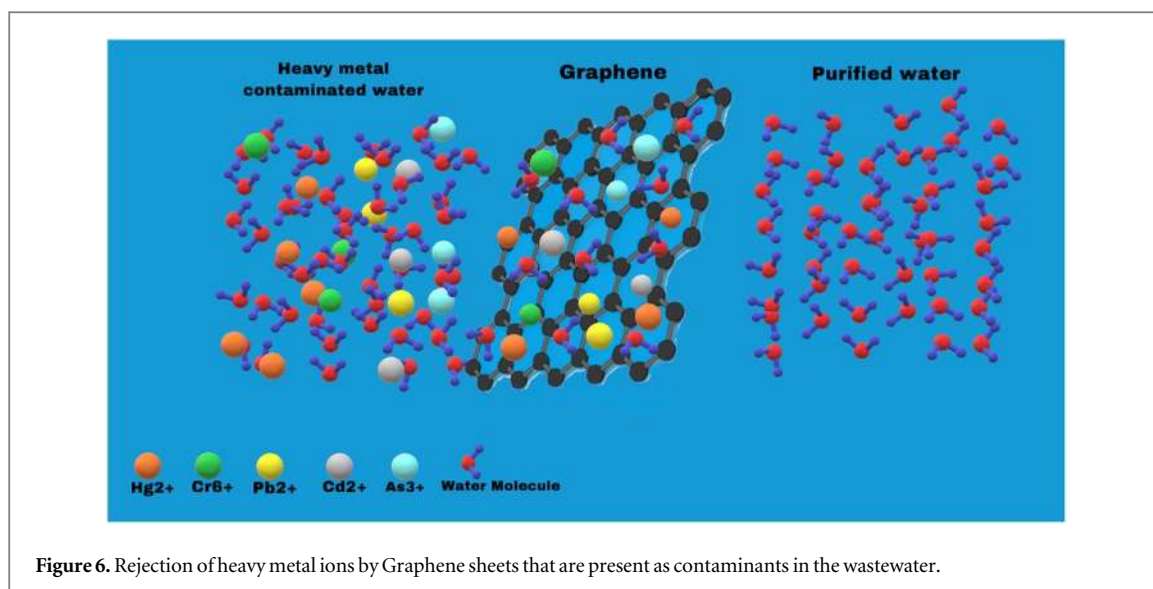 Heavy metal
contaminated water
Graphene
Purified water
Hg2+
Cr6+
Pb2+
Cd2+
As3+
Water Molecule
Figure 6. Rejection of heavy metal ions by Graphene sheets that are present as contaminants in the wastewater.